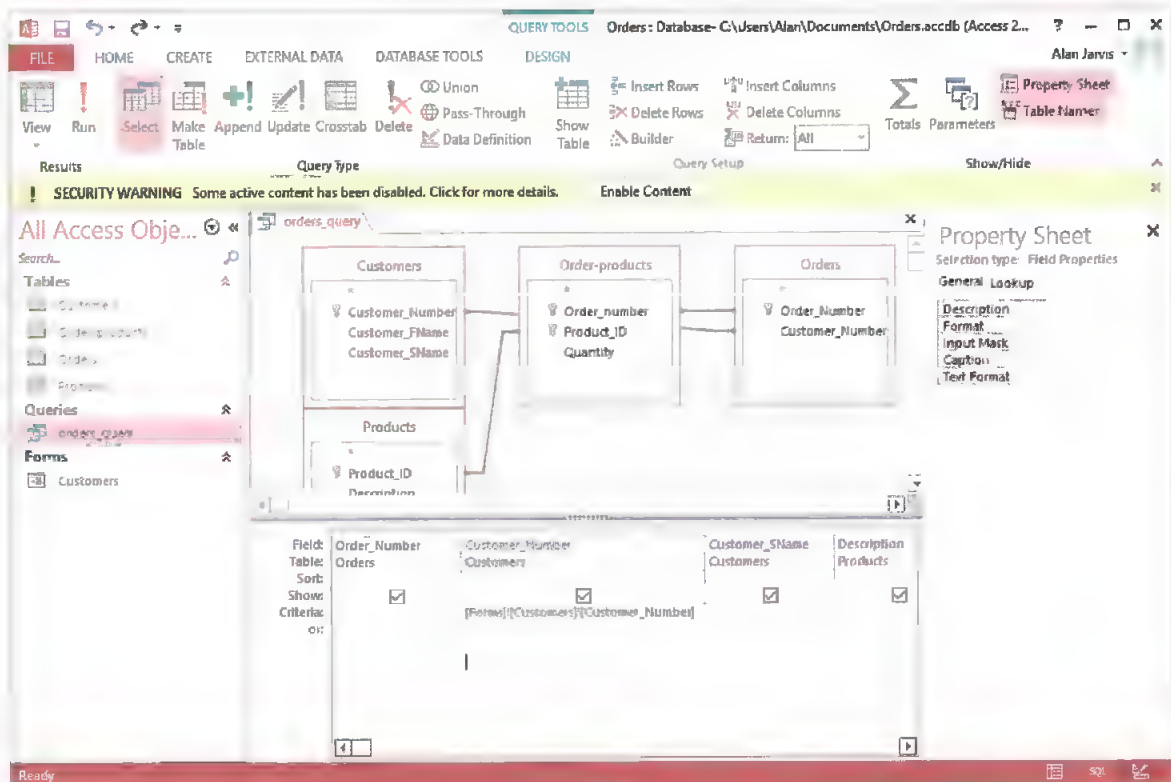 QUERY TOOLS
Orders : Database- C:\Users\Alan\Documents\Orders.accdb (Access 2...
?
FILE HOME CREATE EXTERNAL DATA DATABASE TOOLS DESIGN
Alan Jarvis
View
Run
Select
Make Table
Append
Update
Crosstab
Delete
Union
Pass-Through
Data Definition
Show Table
Insert Rows
Delete Rows
Builder
Insert Columns
Delete Columns
Return: All
Totals
Parameters
Property Sheet
Table
Results
Query Type
Query Setup
Show/Hide
! SECURITY WARNING Some active content has been disabled. Click for more details. Enable Content
All Access Obje...
Search...
Tables
Orders
Queries
orders_query
Forms
Customers
orders_query
Customers
*
Customer_Number
Customer_FName
Customer_SName
Order-products
*
Order_number
Product_ID
Quantity
Orders
*
Order_Number
Customer_Number
Products
*
Product_ID
Description
Property Sheet
Selection type: Field Properties
General Lookup
Description
Format
Input Mask
Caption
Text Format
Field: Order_Number Customer_Number Customer_SName Description
Table: Orders Customers Customers Products
Sort:
Show:
Criteria: [Forms]![Customers]![Customer_Number]
or:
Ready
SQL